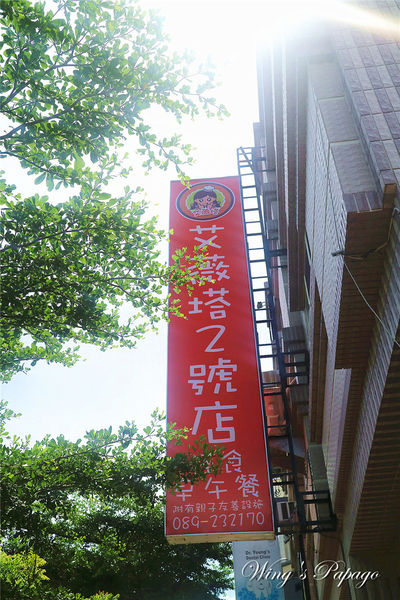 艾薇塔2號店
食
早午餐
附有親子友善設施
089-232170
Dr. Young's
Dental Clinic
Wing's Papago